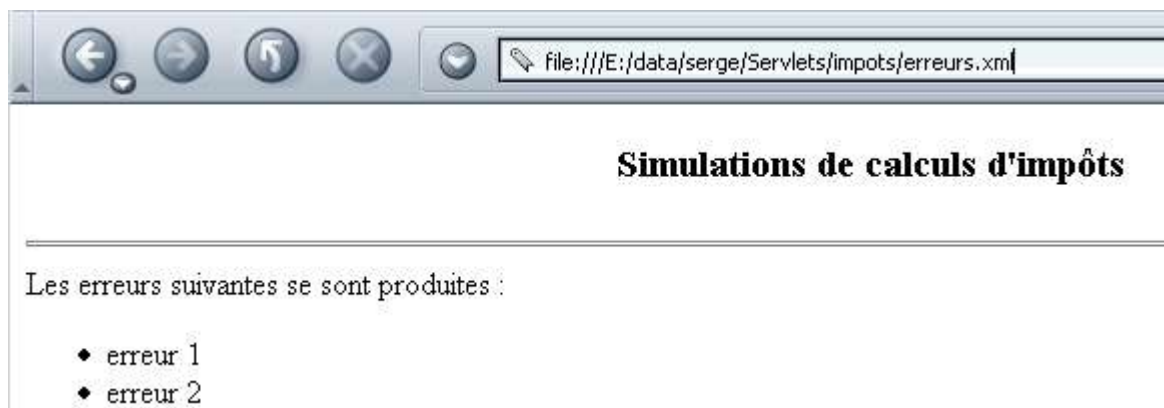 file:///E:/data/serge/Servlets/impots/erreurs.xml
Simulations de calculs d'impôts
Les erreurs suivantes se sont produites :
erreur 1
erreur 2